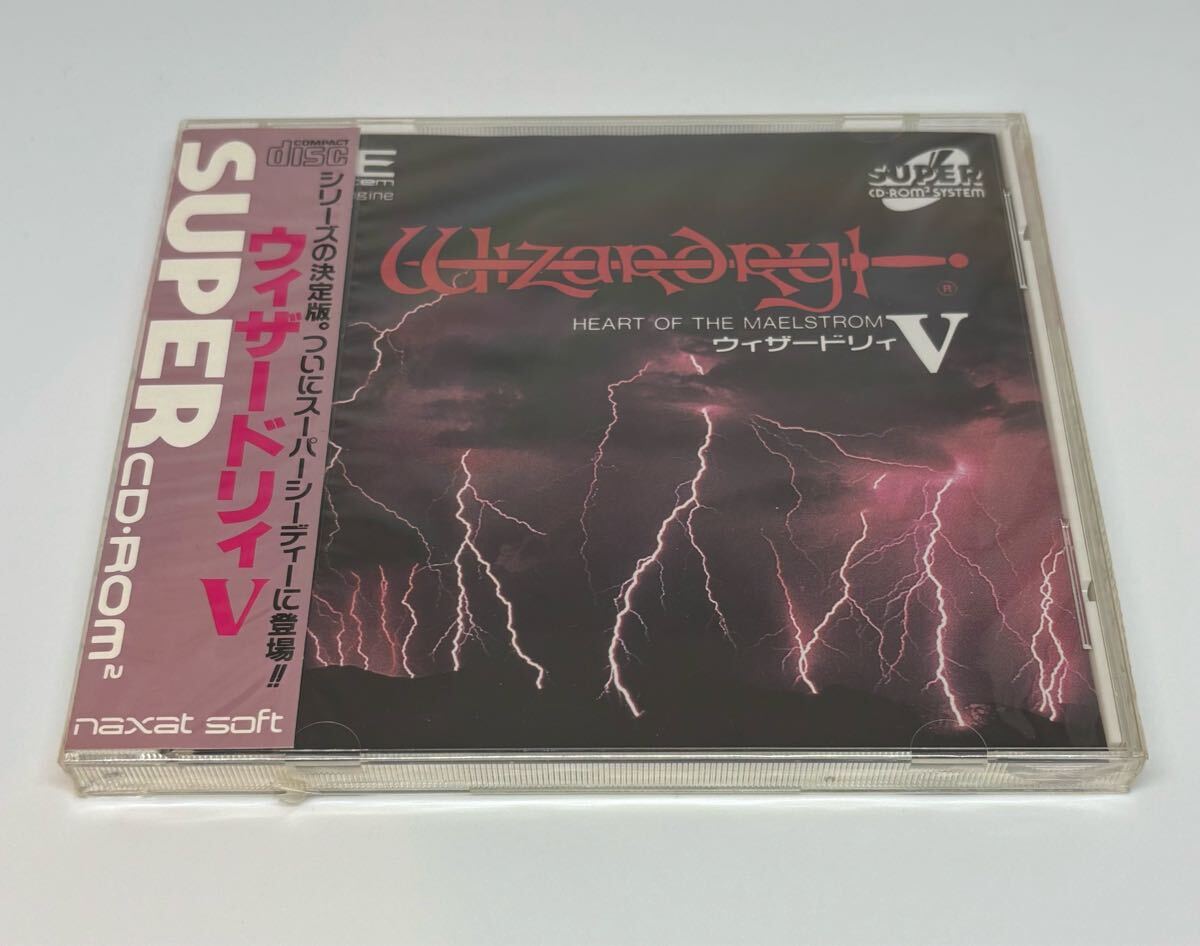 COMPACT
disc
シリーズの決定版。ついにスーパーシーディーに登場!!
ウィザードリィV
SUPER CD・ROM²
naxat soft
SUPER
CD・ROM² SYSTEM
Wizardry
®
HEART OF THE MAELSTROM
ウィザードリィ V